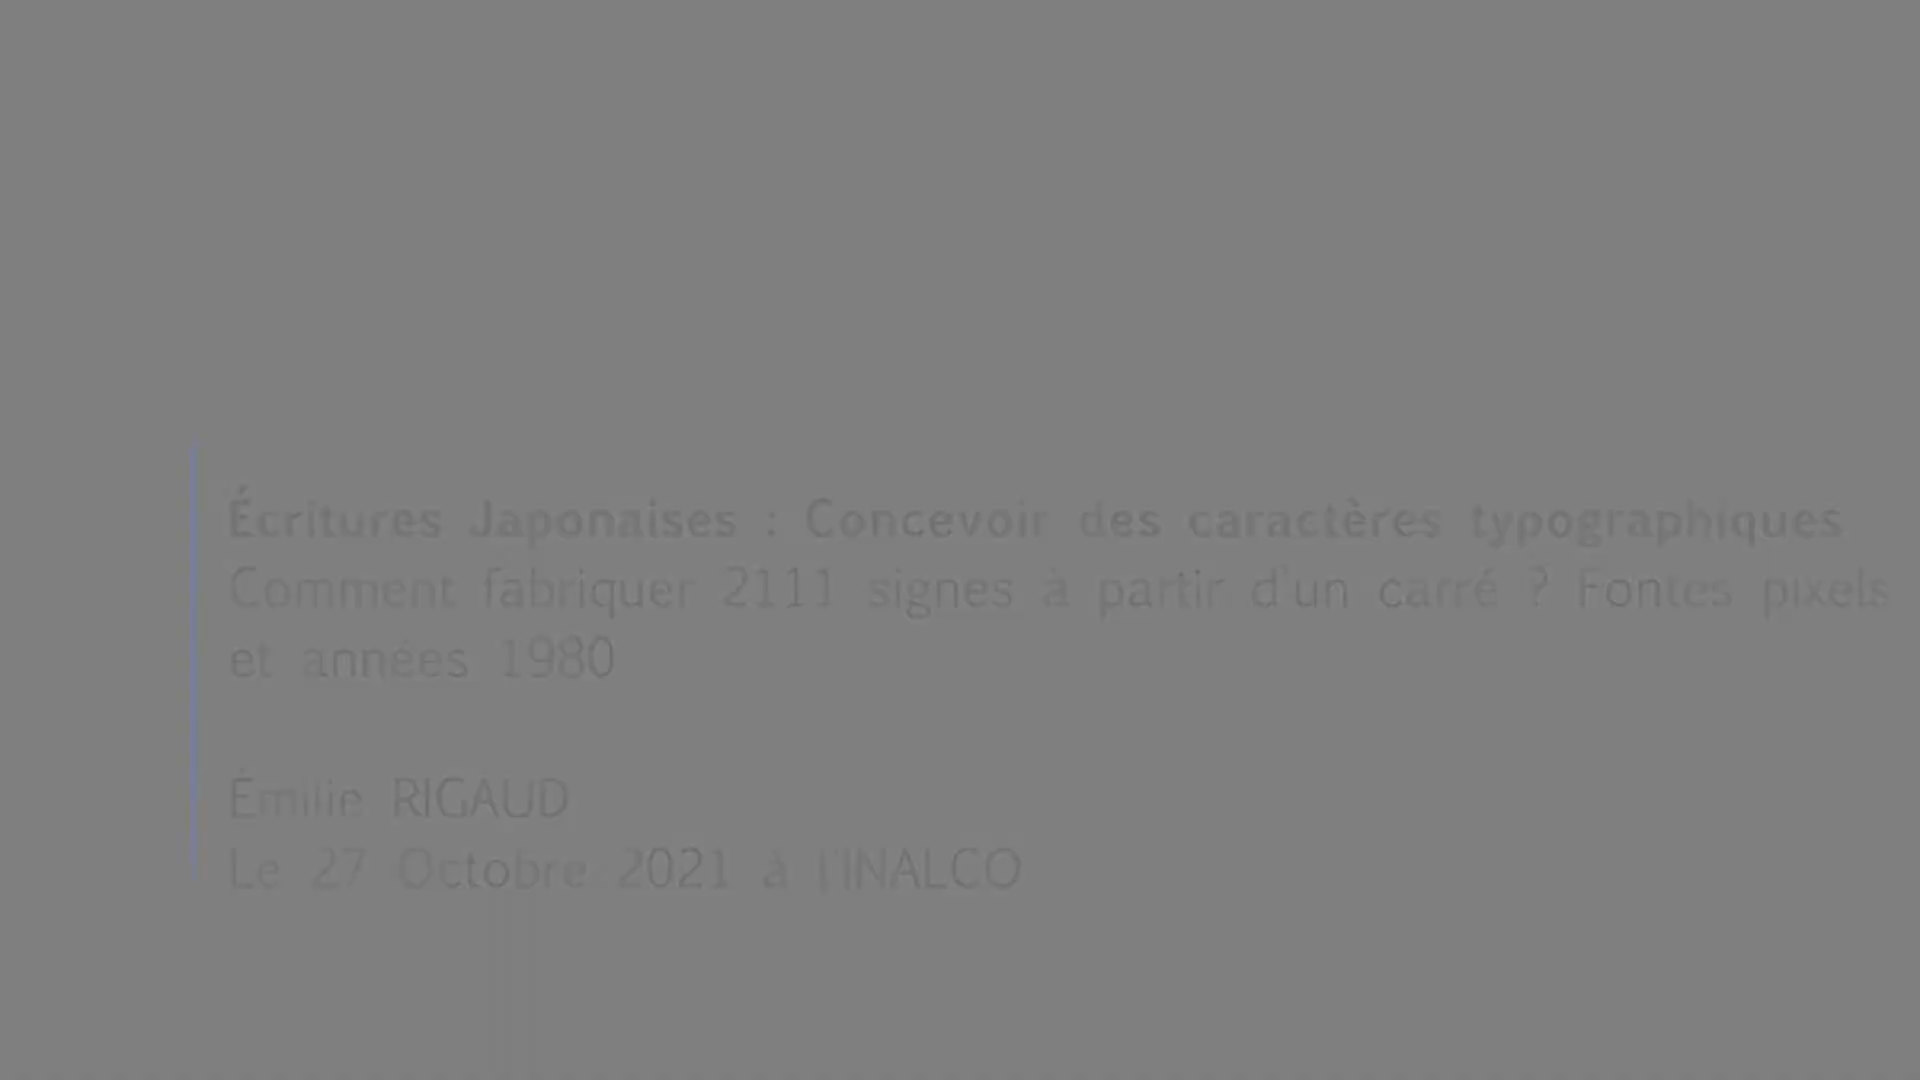 Écritures Japonaises : Concevoir des caractères typographiques
Comment fabriquer 2111 signes à partir d'un carré ? Fontes pixels
et années 1980
Émilie RIGAUD
Le 27 Octobre 2021 à l'INALCO